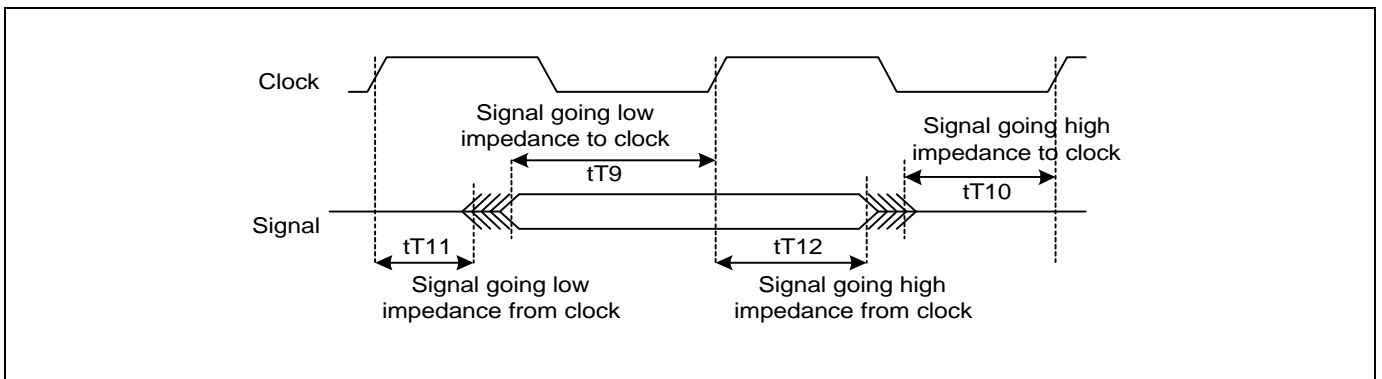 Clock
Signal going low
impedance to clock
tT9
Signal going high
impedance to clock
tT10
Signal
tT11
Signal going low
impedance from clock
tT12
Signal going high
impedance from clock